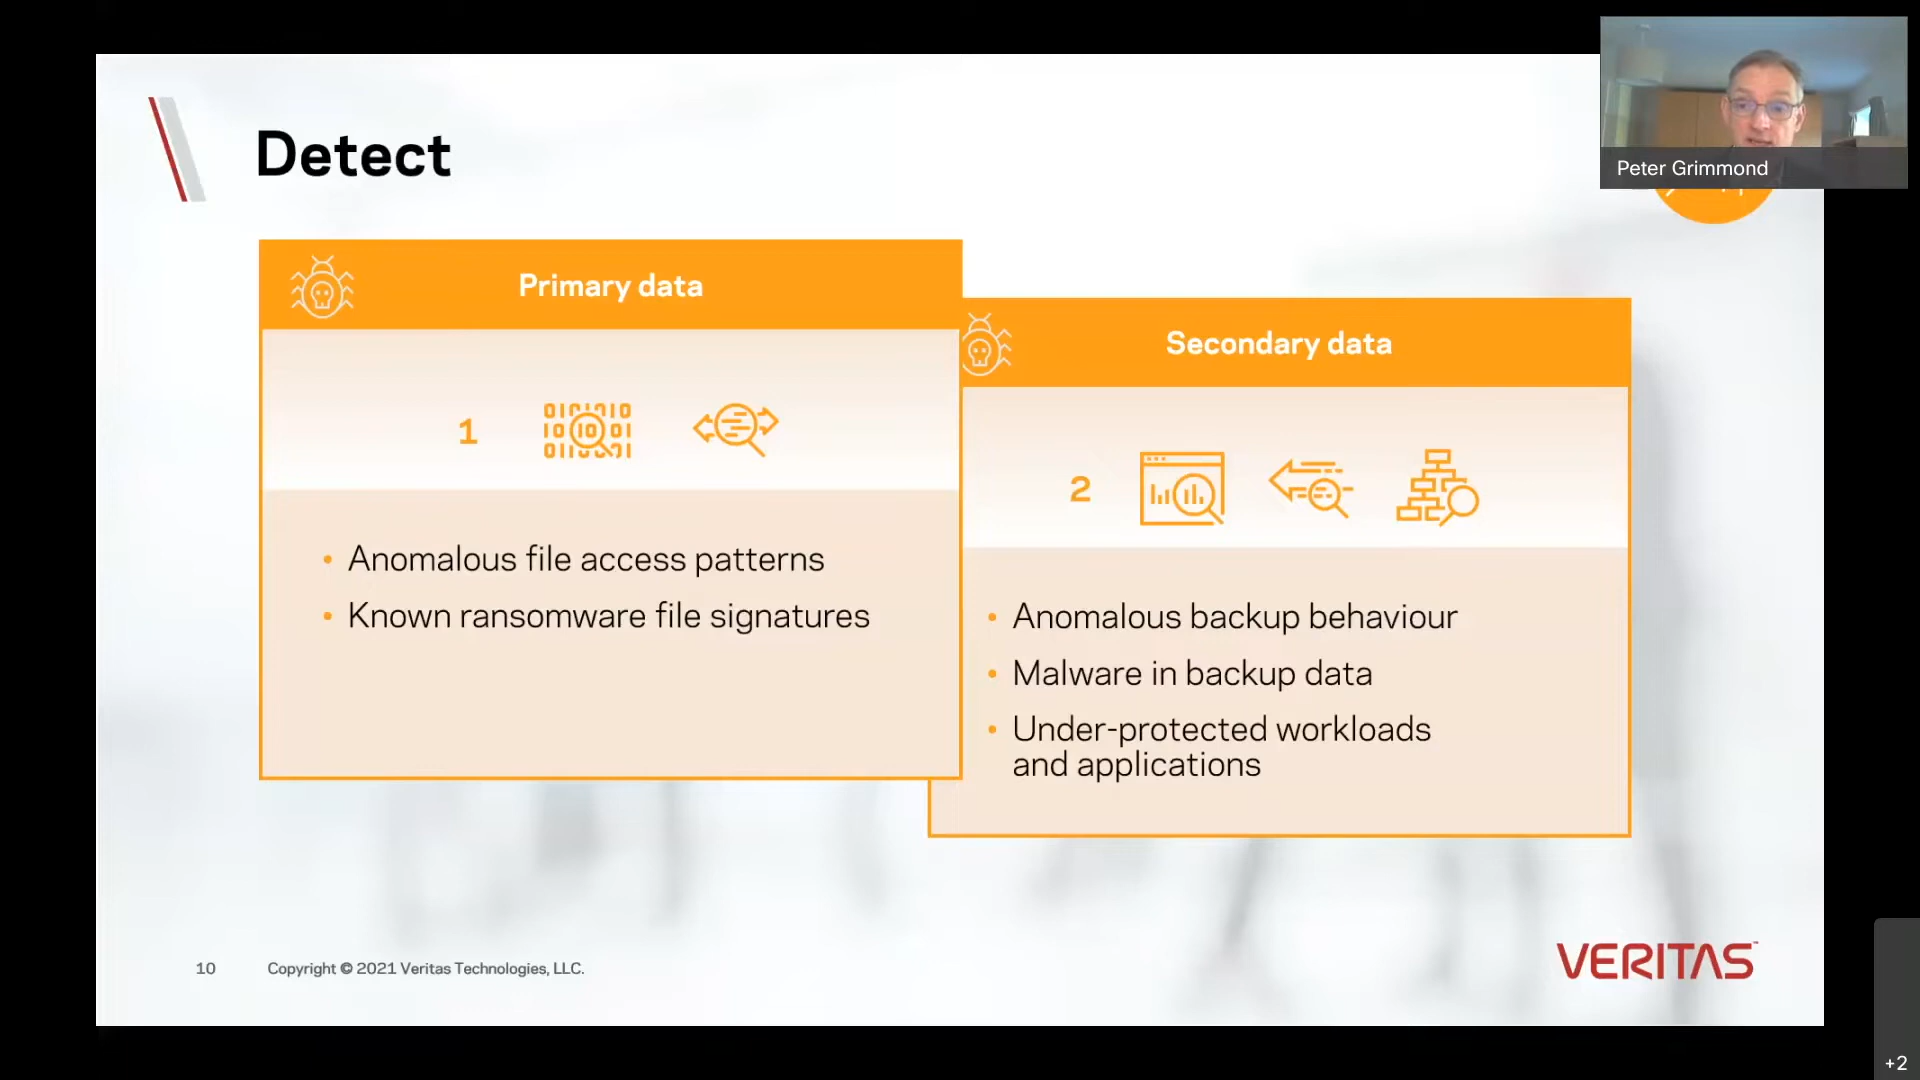 Detect
Peter Grimmond
Primary data
1
• Anomalous file access patterns
• Known ransomware file signatures
Secondary data
2
• Anomalous backup behaviour
• Malware in backup data
• Under-protected workloads
and applications
10
Copyright © 2021 Veritas Technologies, LLC.
VERITAS™
+2